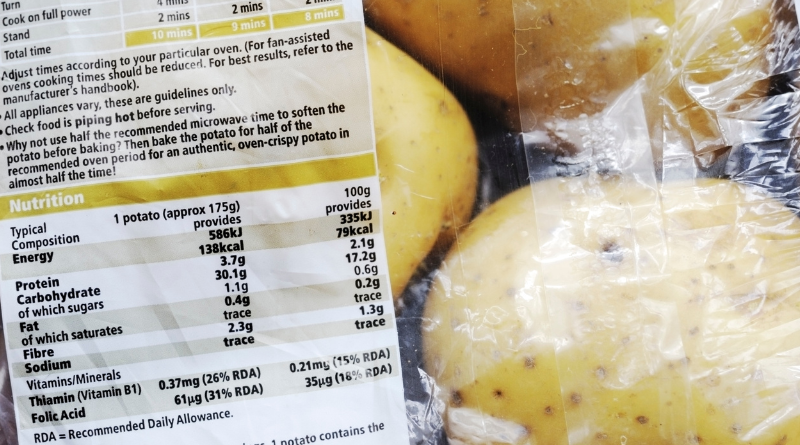 Turn 4 mins
Cook on full power 2 mins 2 mins 2 mins
Stand 10 mins 9 mins 8 mins
Total time
Adjust times according to your particular oven. (For fan-assisted
ovens cooking times should be reduced. For best results, refer to the
manufacturer's handbook).
• All appliances vary, these are guidelines only.
• Check food is piping hot before serving.
• Why not use half the recommended microwave time to soften the
potato before baking? Then bake the potato for half of the
recommended oven period for an authentic, oven-crispy potato in
almost half the time!
Nutrition
Typical 1 potato (approx 175g) 100g
Composition provides provides
Energy 586kJ 335kJ
138kcal 79kcal
Protein 3.7g 2.1g
Carbohydrate 30.1g 17.2g
of which sugars 1.1g 0.6g
Fat 0.4g 0.2g
of which saturates trace trace
Fibre 2.3g 1.3g
Sodium trace trace
Vitamins/Minerals
Thiamin (Vitamin B1) 0.37mg (26% RDA) 0.21mg (15% RDA)
Folic Acid 61µg (31% RDA) 35µg (18% RDA)
RDA = Recommended Daily Allowance.
1 potato contains the